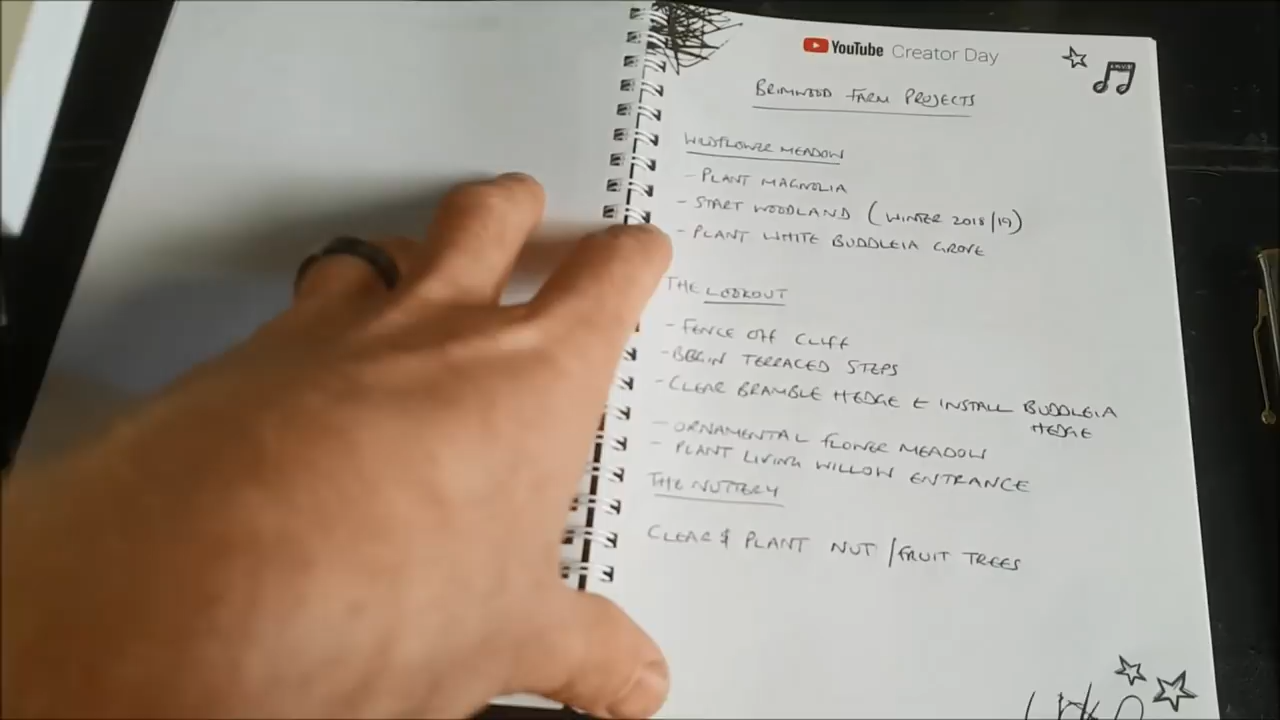 YouTube Creator Day
BRIMWOOD FARM PROJECTS
WILDFLOWER MEADOW
- PLANT MAGNOLIA
- START WOODLAND (WINTER 2018/19)
- PLANT WHITE BUDDLEIA GROVE
THE LOOKOUT
- FENCE OFF CLIFF
- BEGIN TERRACED STEPS
- CLEAR BRAMBLE HEDGE & INSTALL BUDDLEIA
HEDGE
- ORNAMENTAL FLOWER MEADOW
- PLANT LIVING WILLOW ENTRANCE
THE NUTTERY
CLEAR & PLANT NUT/FRUIT TREES